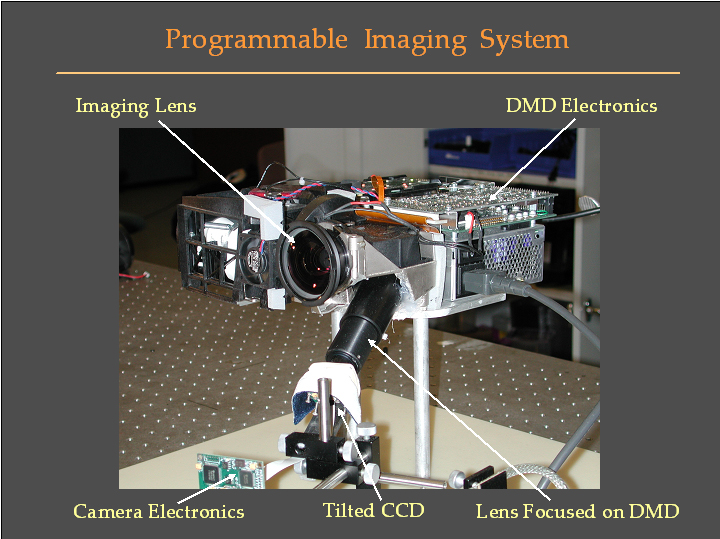 Programmable Imaging System
Imaging Lens
DMD Electronics
Camera Electronics
Tilted CCD
Lens Focused on DMD